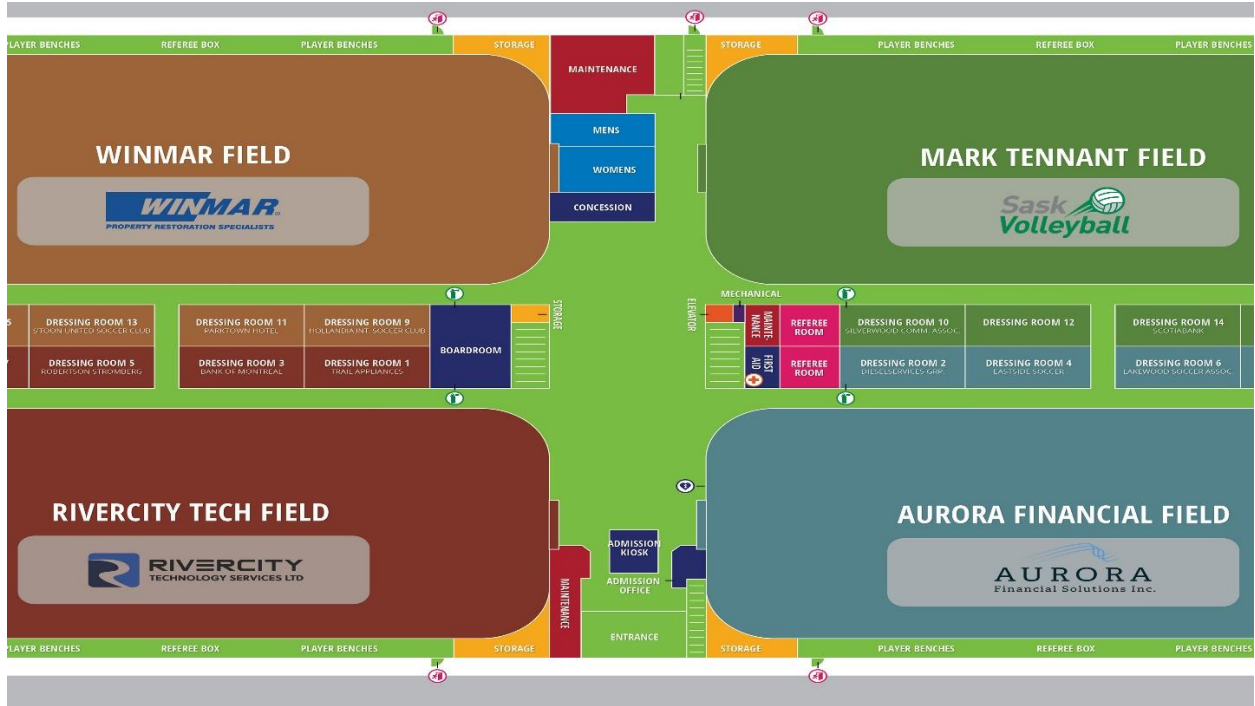 PLAYER BENCHES REFEREE BOX PLAYER BENCHES STORAGE
MAINTENANCE
STORAGE PLAYER BENCHES REFEREE BOX PLAYER BENCHES
MENS
WOMENS
CONCESSION
WINMAR FIELD
WINMAR
PROPERTY RESTORATION SPECIALISTS
MARK TENNANT FIELD
Sask
Volleyball
DRESSING ROOM 13
STOON UNITED SOCCER CLUB
DRESSING ROOM 11
PARKTOWN HOTEL
DRESSING ROOM 9
HOLLANDIA INT. SOCCER CLUB
DRESSING ROOM 5
ROBERTSON STROMBERG
DRESSING ROOM 3
BANK OF MONTREAL
DRESSING ROOM 1
TRAIL APPLIANCES
BOARDROOM
STORAGE
ELEVATOR
MECHANICAL
MAINTE-
NANCE
FIRST
AID
REFEREE
ROOM
REFEREE
ROOM
DRESSING ROOM 10
SILVERWOOD COMM. ASSOC.
DRESSING ROOM 12
DRESSING ROOM 14
SCOTIABANK
DRESSING ROOM 2
DIESELSERVICES GRP.
DRESSING ROOM 4
EASTSIDE SOCCER
DRESSING ROOM 6
LAKEWOOD SOCCER ASSOC.
RIVERCITY TECH FIELD
RIVERCITY
TECHNOLOGY SERVICES LTD
AURORA FINANCIAL FIELD
AURORA
Financial Solutions Inc.
ADMISSION
KIOSK
ADMISSION
OFFICE
MAINTENANCE
ENTRANCE
PLAYER BENCHES REFEREE BOX PLAYER BENCHES STORAGE
STORAGE PLAYER BENCHES REFEREE BOX PLAYER BENCHES